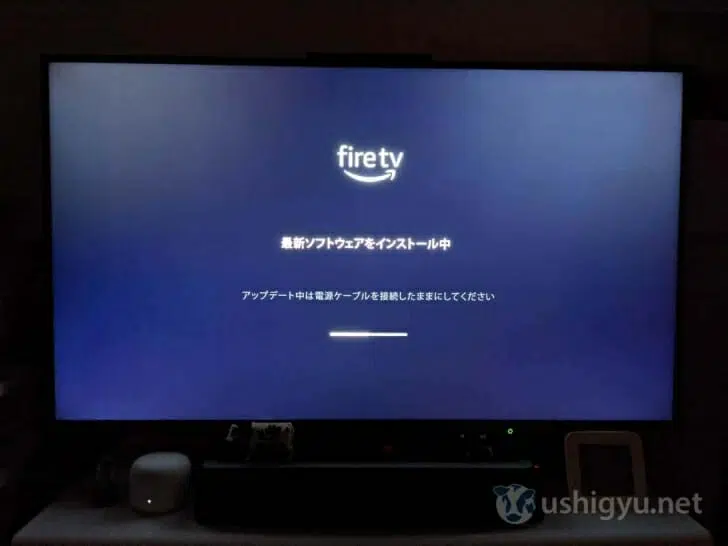 fire tv
最新ソフトウェアをインストール中
アップデート中は電源ケーブルを接続したままにしてください
ushigyu.net